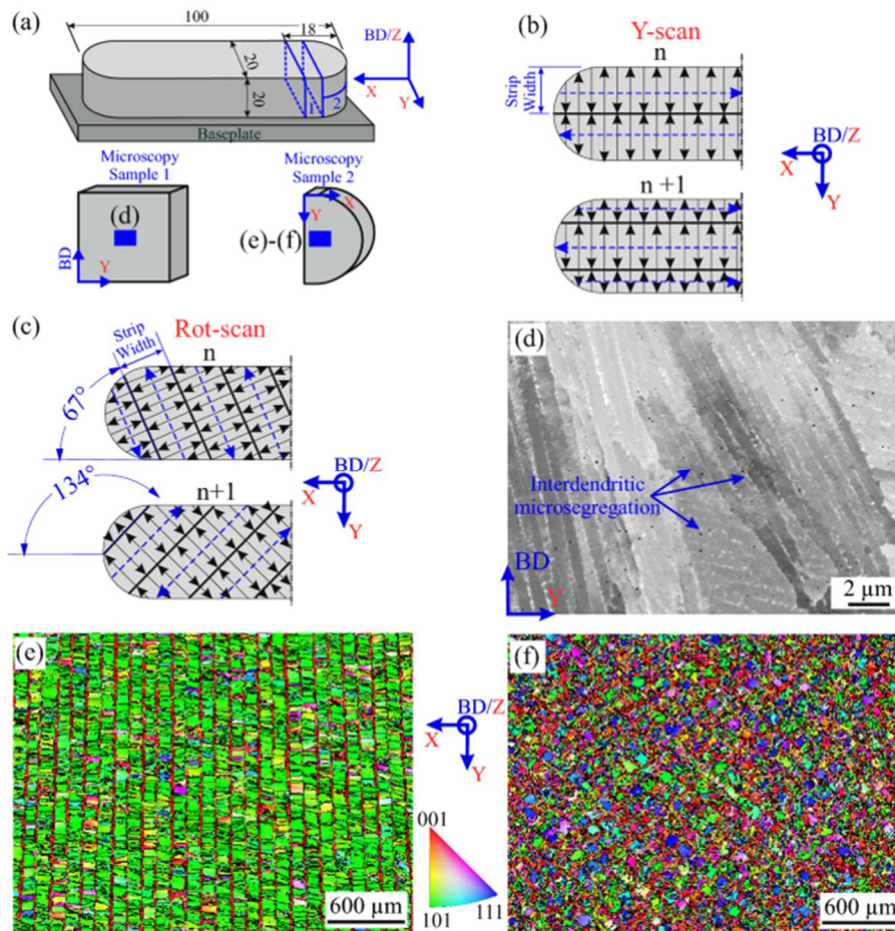 (a)
100
18
BD/Z
20
20
X
Y
1
2
Baseplate
Microscopy
Sample 1
Microscopy
Sample 2
(d)
BD
Y
X
Y
(e)-(f)
(b)
Y-scan
n
Strip
Width
BD/Z
X
Y
n +1
(c)
Rot-scan
Strip
Width
n
67°
BD/Z
X
Y
134°
n+1
(d)
Interdendritic
microsegregation
BD
Y
2 µm
(e)
600 µm
BD/Z
X
Y
001
101
111
(f)
600 µm